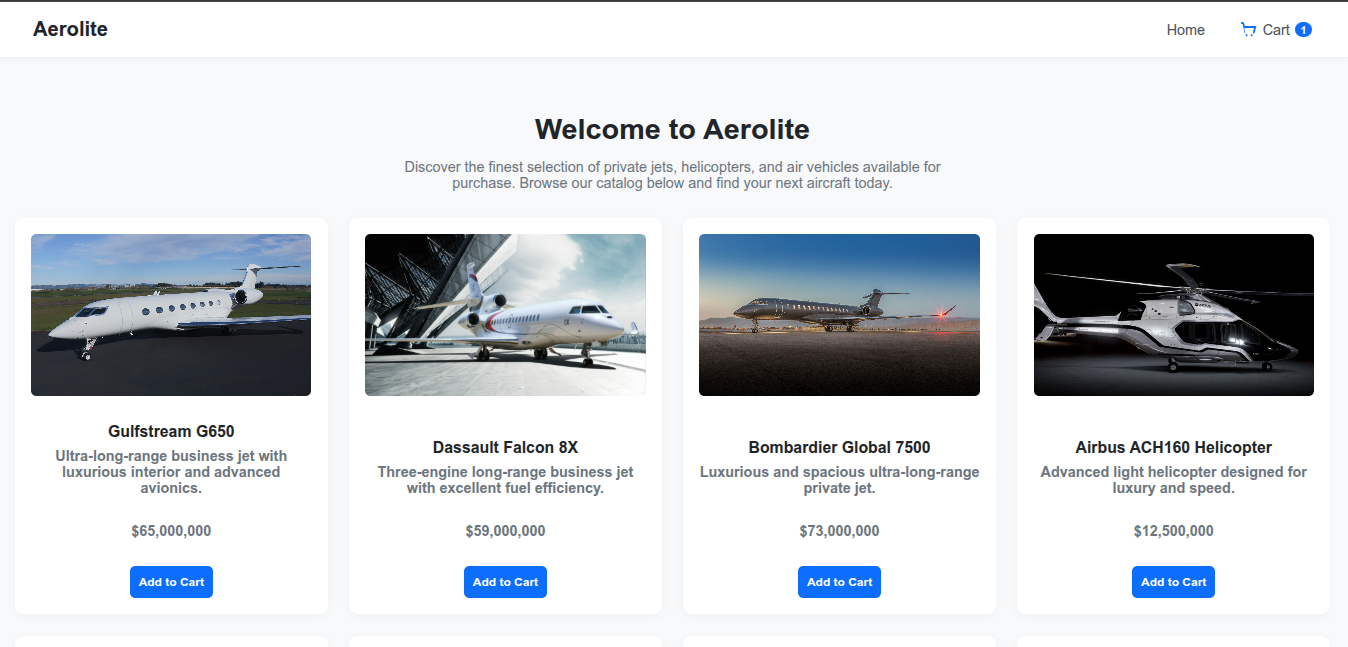 Aerolite
Home
Cart 1
Welcome to Aerolite
Discover the finest selection of private jets, helicopters, and air vehicles available for
purchase. Browse our catalog below and find your next aircraft today.
Gulfstream G650
Ultra-long-range business jet with
luxurious interior and advanced
avionics.
$65,000,000
Add to Cart
Dassault Falcon 8X
Three-engine long-range business jet
with excellent fuel efficiency.
$59,000,000
Add to Cart
Bombardier Global 7500
Luxurious and spacious ultra-long-range
private jet.
$73,000,000
Add to Cart
Airbus ACH160 Helicopter
Advanced light helicopter designed for
luxury and speed.
$12,500,000
Add to Cart